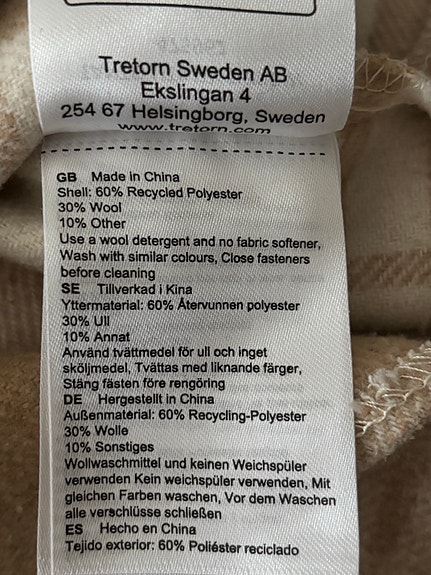 Tretorn Sweden AB
Ekslingan 4
254 67 Helsingborg, Sweden
www.tretorn.com
GB Made in China
Shell: 60% Recycled Polyester
30% Wool
10% Other
Use a wool detergent and no fabric softener,
Wash with similar colours, Close fasteners
before cleaning
SE Tillverkad i Kina
Yttermaterial: 60% Återvunnen polyester
30% Ull
10% Annat
Använd tvättmedel för ull och inget
sköljmedel, Tvättas med liknande färger,
Stäng fästen före rengöring
DE Hergestellt in China
Außenmaterial: 60% Recycling-Polyester
30% Wolle
10% Sonstiges
Wollwaschmittel und keinen Weichspüler
verwenden Kein weichspüler verwenden, Mit
gleichen Farben waschen, Vor dem Waschen
alle verschlüsse schließen
ES Hecho en China
Tejido exterior: 60% Poliéster reciclado